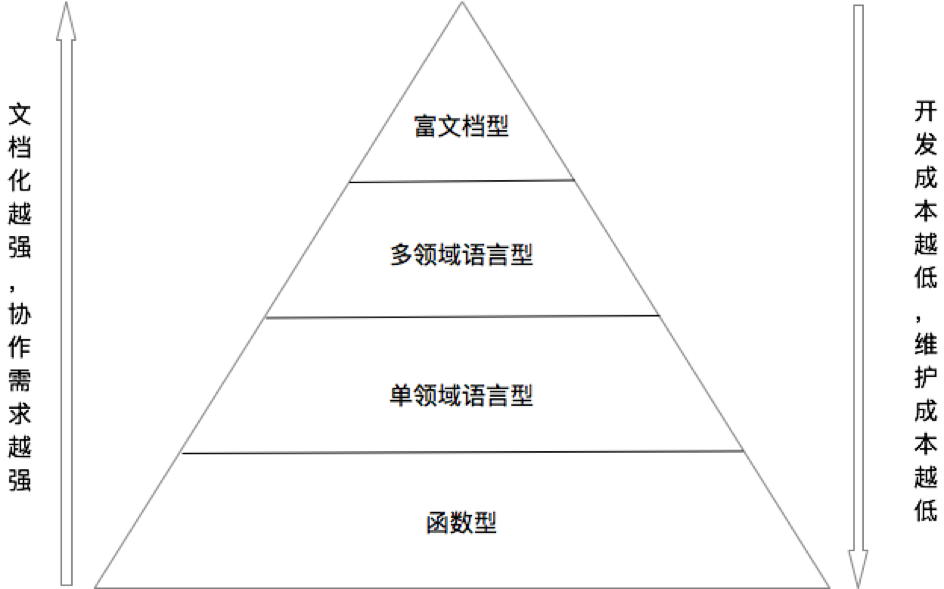 文档化越强，协作需求越强
富文档型
多领域语言型
单领域语言型
函数型
开发成本越低，维护成本越低